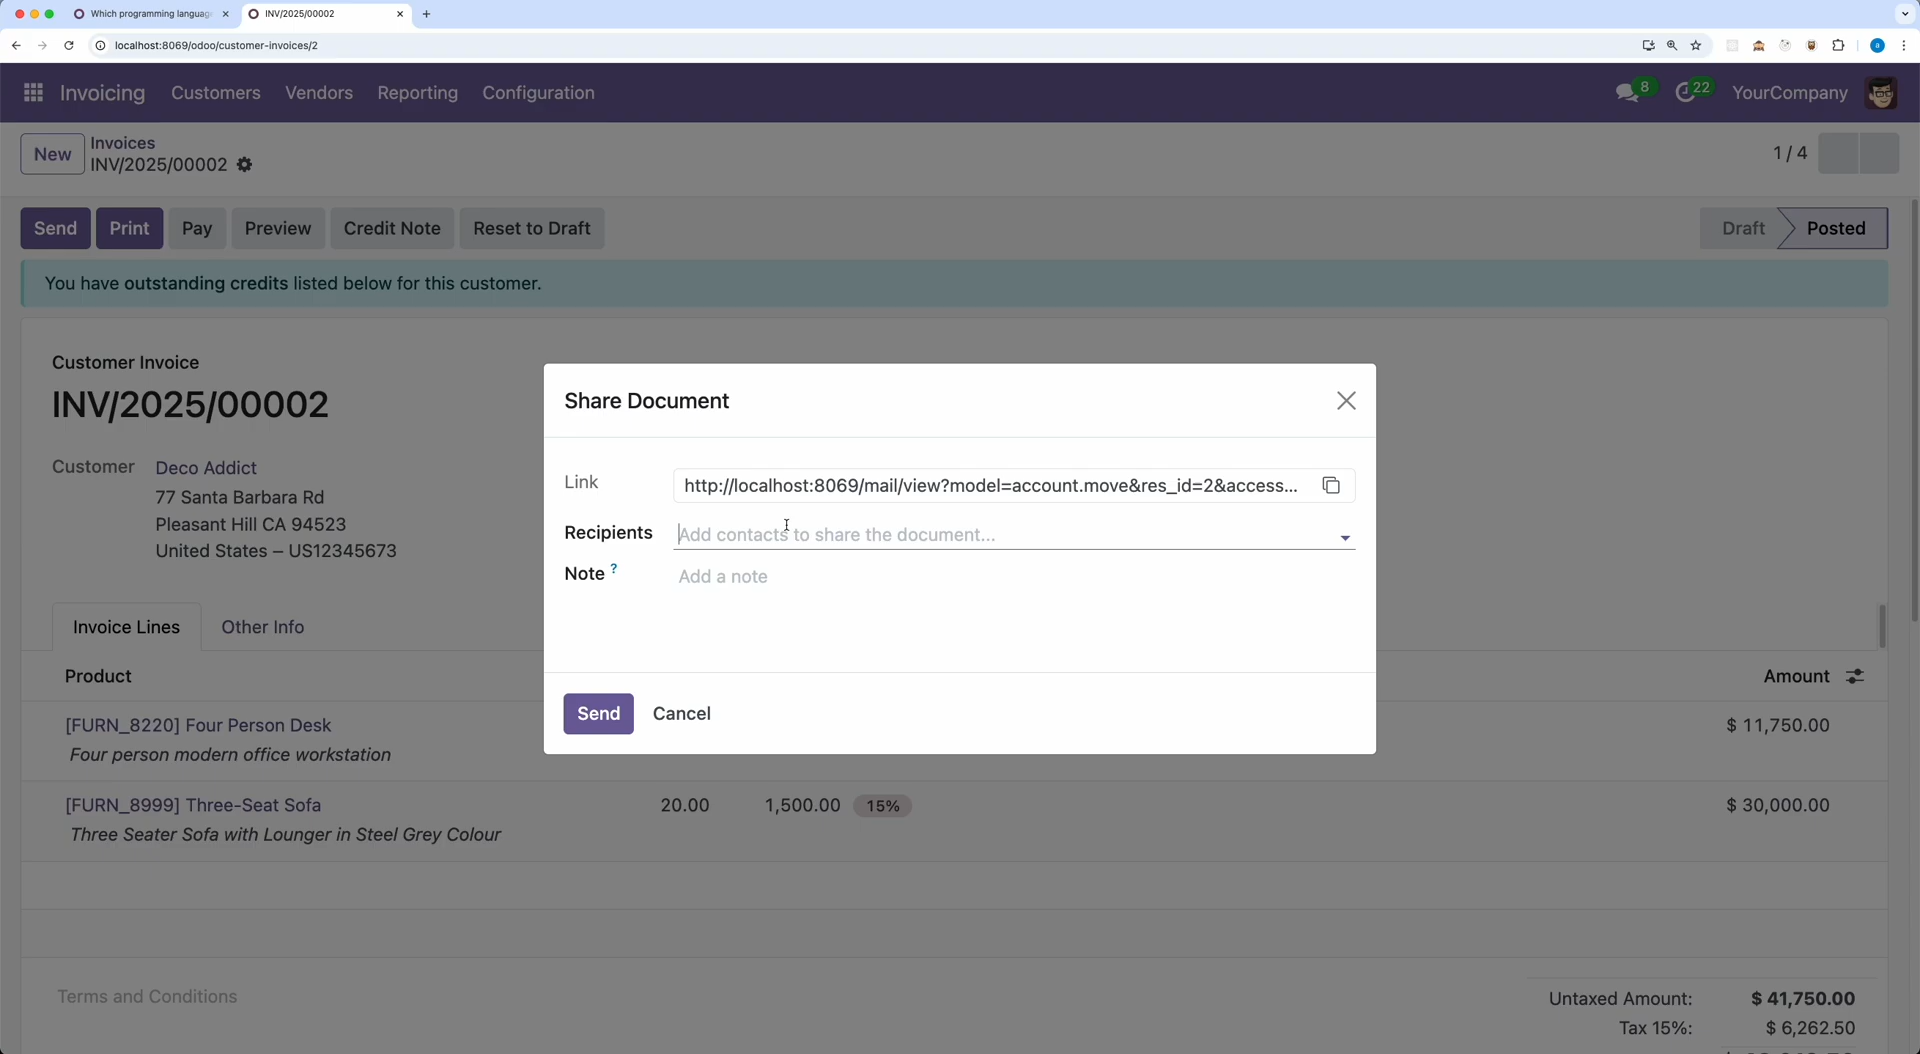 Which programming languag
INV/2025/00002
localhost:8069/odoo/customer-invoices/2
a
Invoicing
Customers
Vendors
Reporting
Configuration
8
22
YourCompany
New
Invoices
INV/2025/00002
1 / 4
Send
Print
Pay
Preview
Credit Note
Reset to Draft
Draft
Posted
You have outstanding credits listed below for this customer.
Customer Invoice
INV/2025/00002
Customer
Deco Addict
77 Santa Barbara Rd
Pleasant Hill CA 94523
United States – US12345673
Share Document
Link
http://localhost:8069/mail/view?model=account.move&res_id=2&access...
Recipients
Add contacts to share the document...
Note ?
Add a note
Send
Cancel
Invoice Lines
Other Info
Product
Amount
[FURN_8220] Four Person Desk
$ 11,750.00
Four person modern office workstation
[FURN_8999] Three-Seat Sofa
20.00
1,500.00
15%
$ 30,000.00
Three Seater Sofa with Lounger in Steel Grey Colour
Terms and Conditions
Untaxed Amount:
$ 41,750.00
Tax 15%:
$ 6,262.50